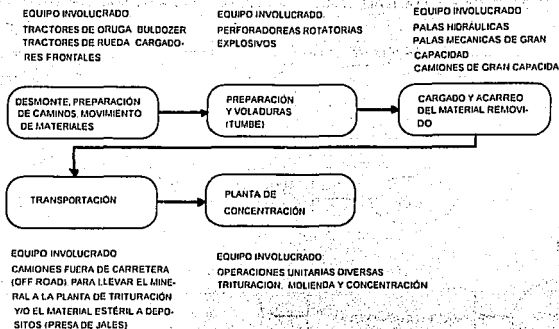 EQUIPO INVOLUCRADO
TRACTORES DE ORUGA BULDOZER
TRACTORES DE RUEDA CARGADO-
RES FRONTALES
EQUIPO INVOLUCRADO
PERFORADOREAS ROTATORIAS
EXPLOSIVOS
EQUIPO INVOLUCRADO
PALAS HIDRÁULICAS
PALAS MECANICAS DE GRAN
CAPACIDAD
CAMIONES DE GRAN CAPACIDA
DESMONTE, PREPARACIÓN
DE CAMINOS, MOVIMIENTO
DE MATERIALES
PREPARACIÓN
Y VOLADURAS
(TUMBE)
CARGADO Y ACARREO
DEL MATERIAL REMOVI-
DO
TRANSPORTACIÓN
PLANTA DE
CONCENTRACIÓN
EQUIPO INVOLUCRADO
CAMIONES FUERA DE CARRETERA
(OFF ROAD) PARA LLEVAR EL MINE-
RAL A LA PLANTA DE TRITURACIÓN
Y/O EL MATERIAL ESTÉRIL A DEPO-
SITOS (PRESA DE JALES)
EQUIPO INVOLUCRADO
OPERACIONES UNITARIAS DIVERSAS
TRITURACION, MOLIENDA Y CONCENTRACIÓN